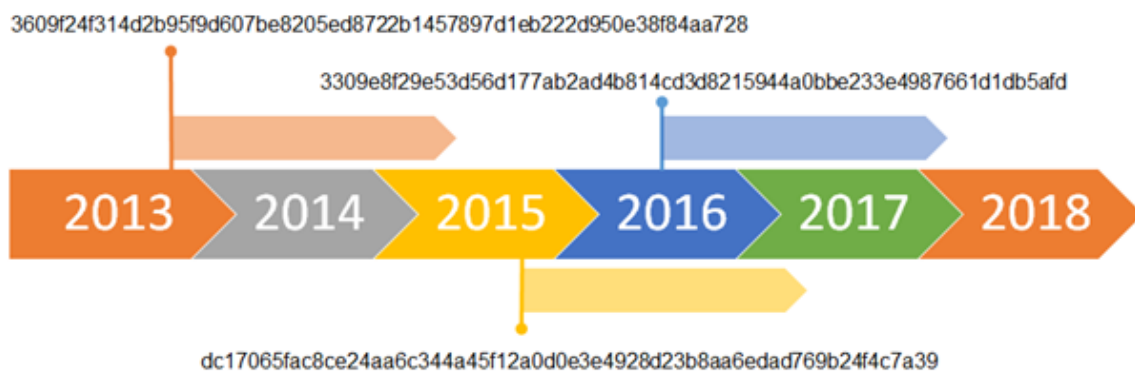 3609f24f314d2b95f9d607be8205ed8722b1457897d1eb222d950e38f84aa728
3309e8f29e53d56d177ab2ad4b814cd3d8215944a0bbe233e4987661d1db5afd
2013 2014 2015 2016 2017 2018
dc17065fac8ce24aa6c344a45f12a0d0e3e4928d23b8aa6edad769b24f4c7a39